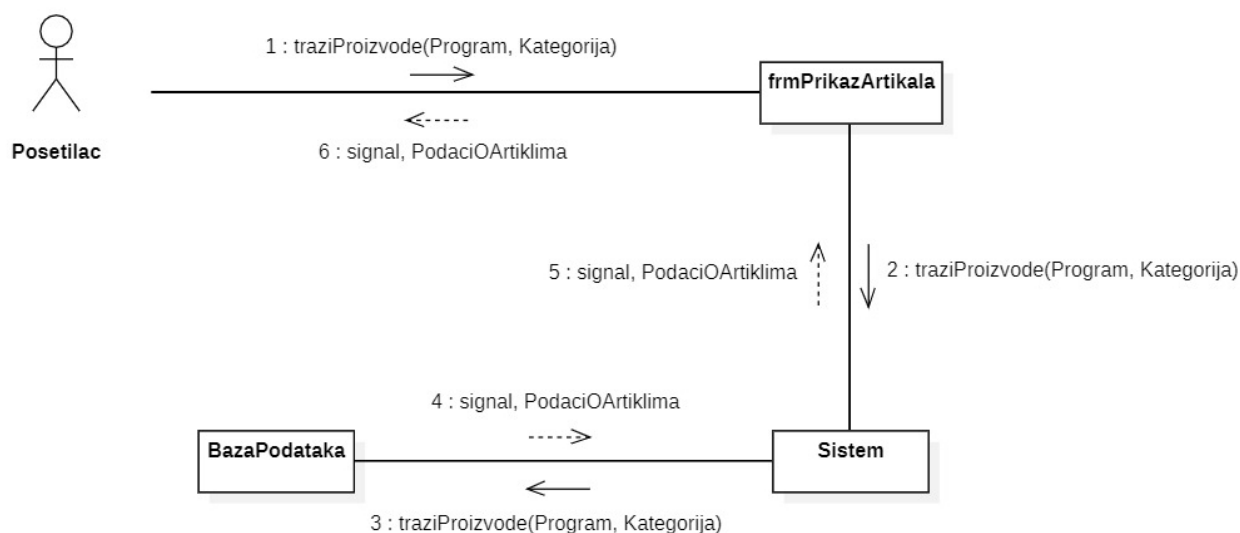 1 : traziProizvode(Program, Kategorija)
frmPrikazArtikala
Posetilac
6 : signal, PodaciOArtiklima
5 : signal, PodaciOArtiklima
2 : traziProizvode(Program, Kategorija)
4 : signal, PodaciOArtiklima
BazaPodataka
Sistem
3 : traziProizvode(Program, Kategorija)